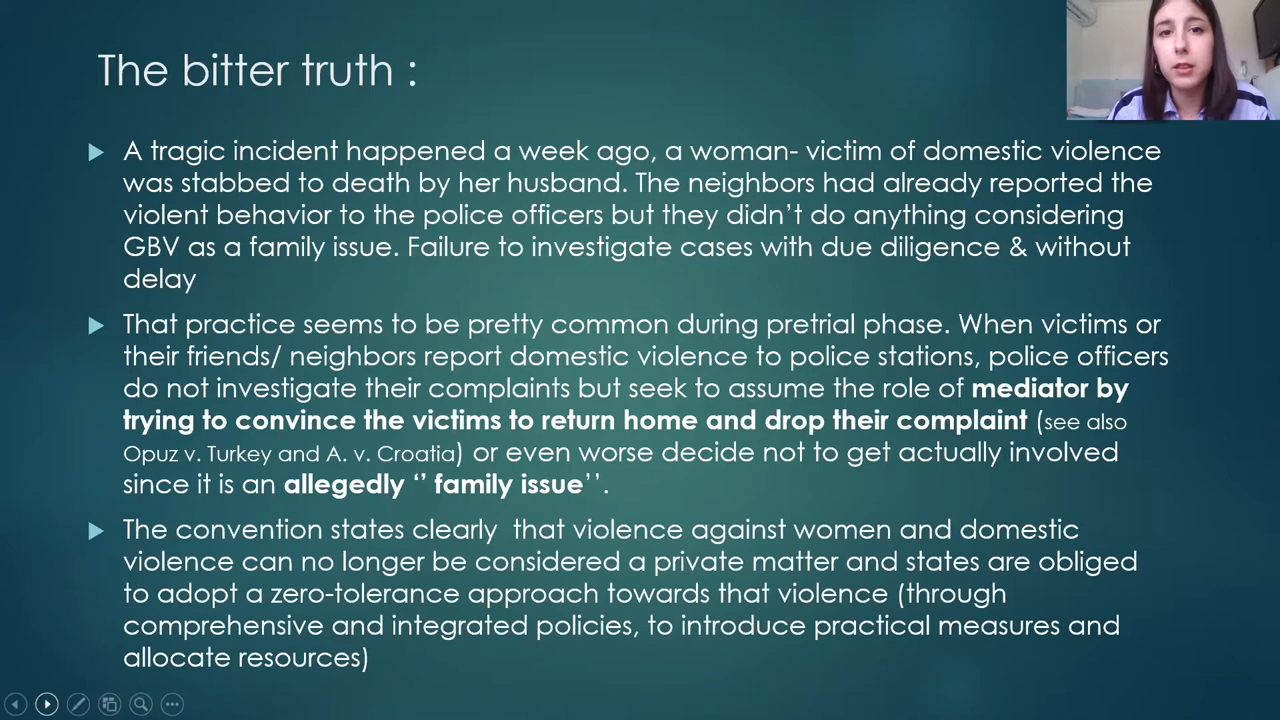 The bitter truth :
A tragic incident happened a week ago, a woman- victim of domestic violence
was stabbed to death by her husband. The neighbors had already reported the
violent behavior to the police officers but they didn’t do anything considering
GBV as a family issue. Failure to investigate cases with due diligence & without
delay
That practice seems to be pretty common during pretrial phase. When victims or
their friends/ neighbors report domestic violence to police stations, police officers
do not investigate their complaints but seek to assume the role of mediator by
trying to convince the victims to return home and drop their complaint (see also
Opuz v. Turkey and A. v. Croatia) or even worse decide not to get actually involved
since it is an allegedly ‘’ family issue’’.
The convention states clearly  that violence against women and domestic
violence can no longer be considered a private matter and states are obliged
to adopt a zero-tolerance approach towards that violence (through
comprehensive and integrated policies, to introduce practical measures and
allocate resources)